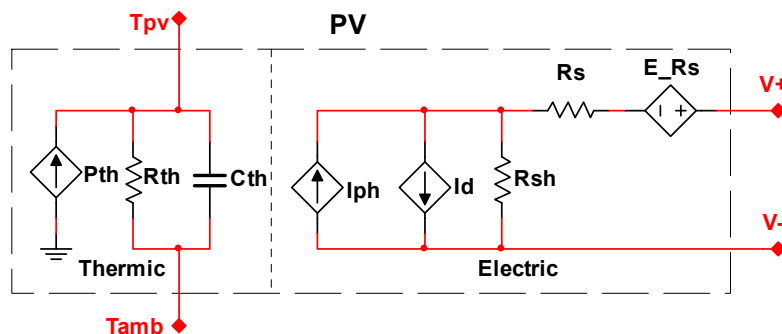 Tpv
PV
Rs
E_Rs
V+
Pth
Rth
Cth
Iph
Id
Rsh
V-
Thermic
Electric
Tamb